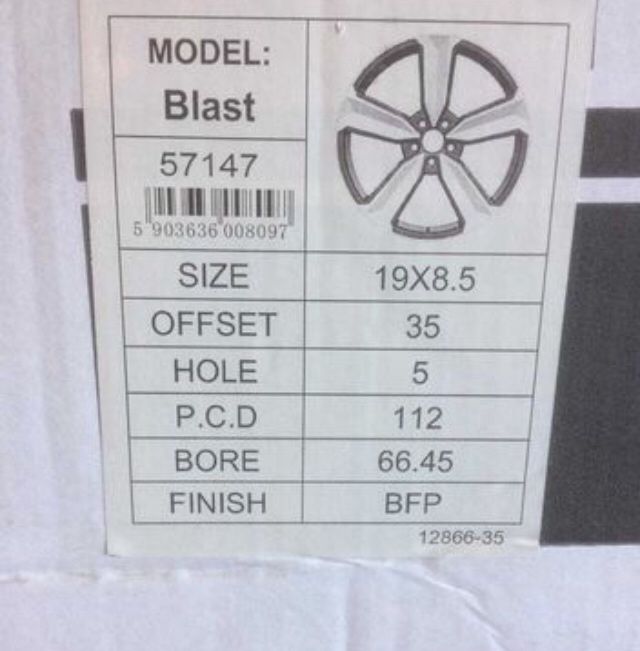 MODEL:
Blast
57147
5 903636 008097
SIZE 19X8.5
OFFSET 35
HOLE 5
P.C.D 112
BORE 66.45
FINISH BFP
12866-35